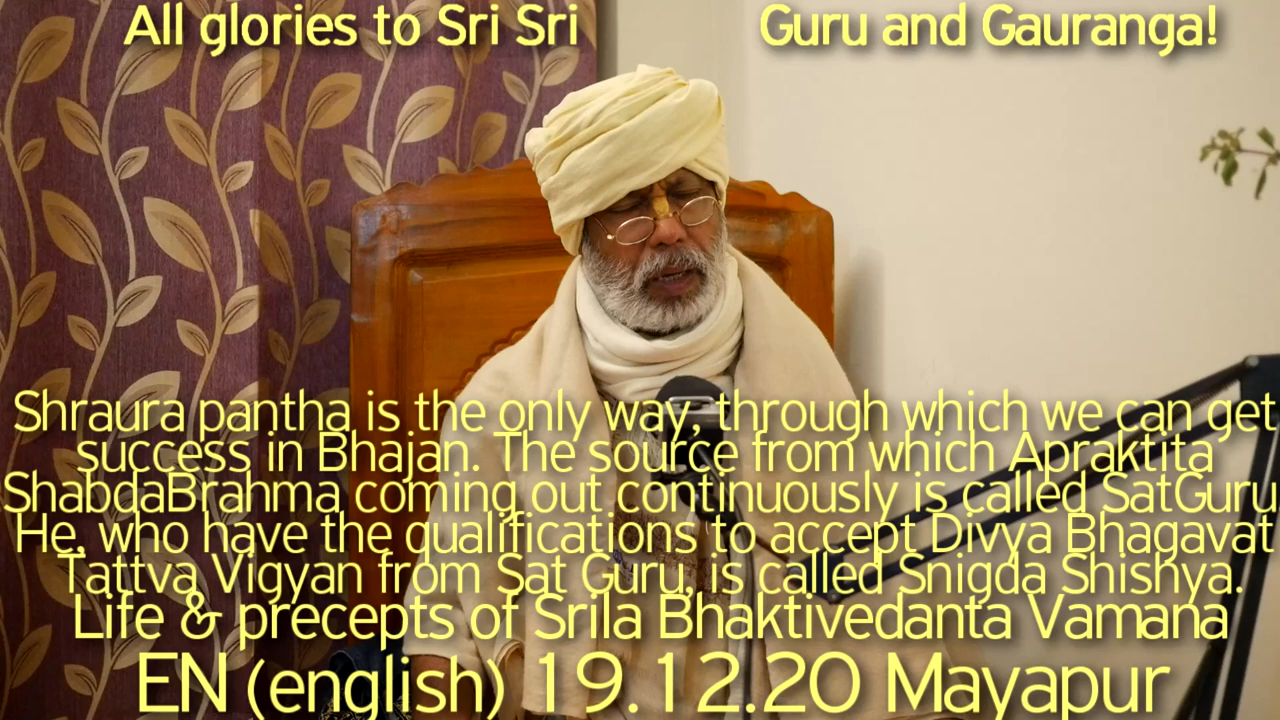 All glories to Sri Sri Guru and Gauranga!
Shraura pantha is the only way, through which we can get
success in Bhajan. The source from which Apraktita
ShabdaBrahma coming out continuously is called SatGuru
He, who have the qualifications to accept Divya Bhagavat
Tattva Vigyan from Sat Guru, is called Snigda Shishya.
Life & precepts of Srila Bhaktivedanta Vamana
EN (english) 19.12.20 Mayapur